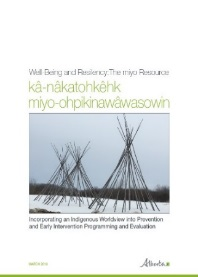 Well-Being and Resiliency: The miyo Resource
kâ-nâkatohkêhk
miyo-ohpikinawâwasowin
Incorporating an Indigenous Worldview into Prevention
and Early Intervention Programming and Evaluation
Alberta